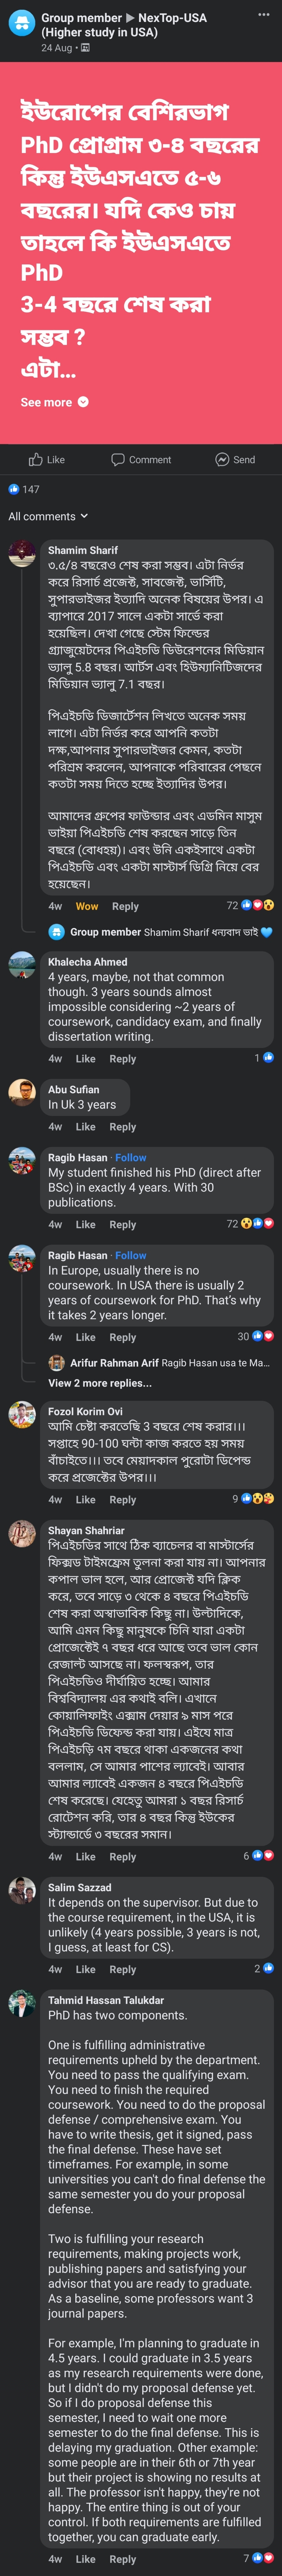 Group member ▶ NexTop-USA
(Higher study in USA)
24 Aug
ইউরোপের বেশিরভাগ
PhD প্রোগ্রাম ৩-৪ বছরের
কিন্তু ইউএসএতে ৫-৬
বছরের। যদি কেও চায়
তাহলে কি ইউএসএতে
PhD
3-4 বছরে শেষ করা
সম্ভব ?
এটা...
See more
Like
Comment
Send
147
All comments
Shamim Sharif
৩.৫/৪ বছরেও শেষ করা সম্ভব। এটা নির্ভর
করে রিসার্চ প্রজেক্ট, সাবজেক্ট, ভার্সিটি,
সুপারভাইজর ইত্যাদি অনেক বিষয়ের উপর। এ
ব্যাপারে 2017 সালে একটা সার্ভে করা
হয়েছিল। দেখা গেছে স্টেম ফিল্ডের
গ্র্যাজুয়েটদের পিএইচডি ডিউরেশনের মিডিয়ান
ভ্যালু 5.8 বছর। আর্টস এবং হিউম্যানিটিজদের
মিডিয়ান ভ্যালু 7.1 বছর।
পিএইচডি ডিজার্টেশন লিখতে অনেক সময়
লাগে। এটা নির্ভর করে আপনি কতটা
দক্ষ,আপনার সুপারভাইজর কেমন, কতটা
পরিশ্রম করলেন, আপনাকে পরিবারের পেছনে
কতটা সময় দিতে হচ্ছে ইত্যাদির উপর।
আমাদের গ্রুপের ফাউন্ডার এবং এডমিন মাসুম
ভাইয়া পিএইচডি শেষ করছেন সাড়ে তিন
বছরে (বোধহয়)। এবং উনি একইসাথে একটা
পিএইচডি এবং একটা মাস্টার্স ডিগ্রি নিয়ে বের
হয়েছেন।
4w Wow Reply 72
Group member Shamim Sharif ধন্যবাদ ভাই 💙
Khalecha Ahmed
4 years, maybe, not that common
though. 3 years sounds almost
impossible considering ~2 years of
coursework, candidacy exam, and finally
dissertation writing.
4w Like Reply 1
Abu Sufian
In Uk 3 years
4w Like Reply
Ragib Hasan · Follow
My student finished his PhD (direct after
BSc) in exactly 4 years. With 30
publications.
4w Like Reply 72
Ragib Hasan · Follow
In Europe, usually there is no
coursework. In USA there is usually 2
years of coursework for PhD. That's why
it takes 2 years longer.
4w Like Reply 30
Arifur Rahman Arif Ragib Hasan usa te Ma...
View 2 more replies...
Fozol Korim Ovi
আমি চেষ্টা করতেছি 3 বছরে শেষ করার।।।
সপ্তাহে 90-100 ঘন্টা কাজ করতে হয় সময়
বাঁচাইতে।।। তবে মেয়াদকাল পুরোটা ডিপেন্ড
করে প্রজেক্টের উপর।।।
4w Like Reply 9
Shayan Shahriar
পিএইচডির সাথে ঠিক ব্যাচেলর বা মাস্টার্সের
ফিক্সড টাইমফ্রেম তুলনা করা যায় না। আপনার
কপাল ভাল হলে, আর প্রোজেক্ট যদি ক্লিক
করে, তবে সাড়ে ৩ থেকে ৪ বছরে পিএইচডি
শেষ করা অস্বাভাবিক কিছু না। উল্টাদিকে,
আমি এমন কিছু মানুষকে চিনি যারা একটা
প্রোজেক্টেই ৭ বছর ধরে আছে তবে ভাল কোন
রেজাল্ট আসছে না। ফলস্বরূপ, তার
পিএইচডিও দীর্ঘায়িত হচ্ছে। আমার
বিশ্ববিদ্যালয় এর কথাই বলি। এখানে
কোয়ালিফাইং এক্সাম দেয়ার ৯ মাস পরে
পিএইচডি ডিফেন্ড করা যায়। এইযে মাত্র
পিএইচডি ৭ম বছরে থাকা একজনের কথা
বললাম, সে আমার পাশের ল্যাবেই। আবার
আমার ল্যাবেই একজন ৪ বছরে পিএইচডি
শেষ করেছে। যেহেতু আমরা ১ বছর রিসার্চ
রোটেশন করি, তার ৪ বছর কিন্তু ইউকের
স্ট্যান্ডার্ডে ৩ বছরের সমান।
4w Like Reply 6
Salim Sazzad
It depends on the supervisor. But due to
the course requirement, in the USA, it is
unlikely (4 years possible, 3 years is not,
I guess, at least for CS).
4w Like Reply 2
Tahmid Hassan Talukdar
PhD has two components.
One is fulfilling administrative
requirements upheld by the department.
You need to pass the qualifying exam.
You need to finish the required
coursework. You need to do the proposal
defense / comprehensive exam. You
have to write thesis, get it signed, pass
the final defense. These have set
timeframes. For example, in some
universities you can't do final defense the
same semester you do your proposal
defense.
Two is fulfilling your research
requirements, making projects work,
publishing papers and satisfying your
advisor that you are ready to graduate.
As a baseline, some professors want 3
journal papers.
For example, I'm planning to graduate in
4.5 years. I could graduate in 3.5 years
as my research requirements were done,
but I didn't do my proposal defense yet.
So if I do proposal defense this
semester, I need to wait one more
semester to do the final defense. This is
delaying my graduation. Other example:
some people are in their 6th or 7th year
but their project is showing no results at
all. The professor isn't happy, they're not
happy. The entire thing is out of your
control. If both requirements are fulfilled
together, you can graduate early.
4w Like Reply 7